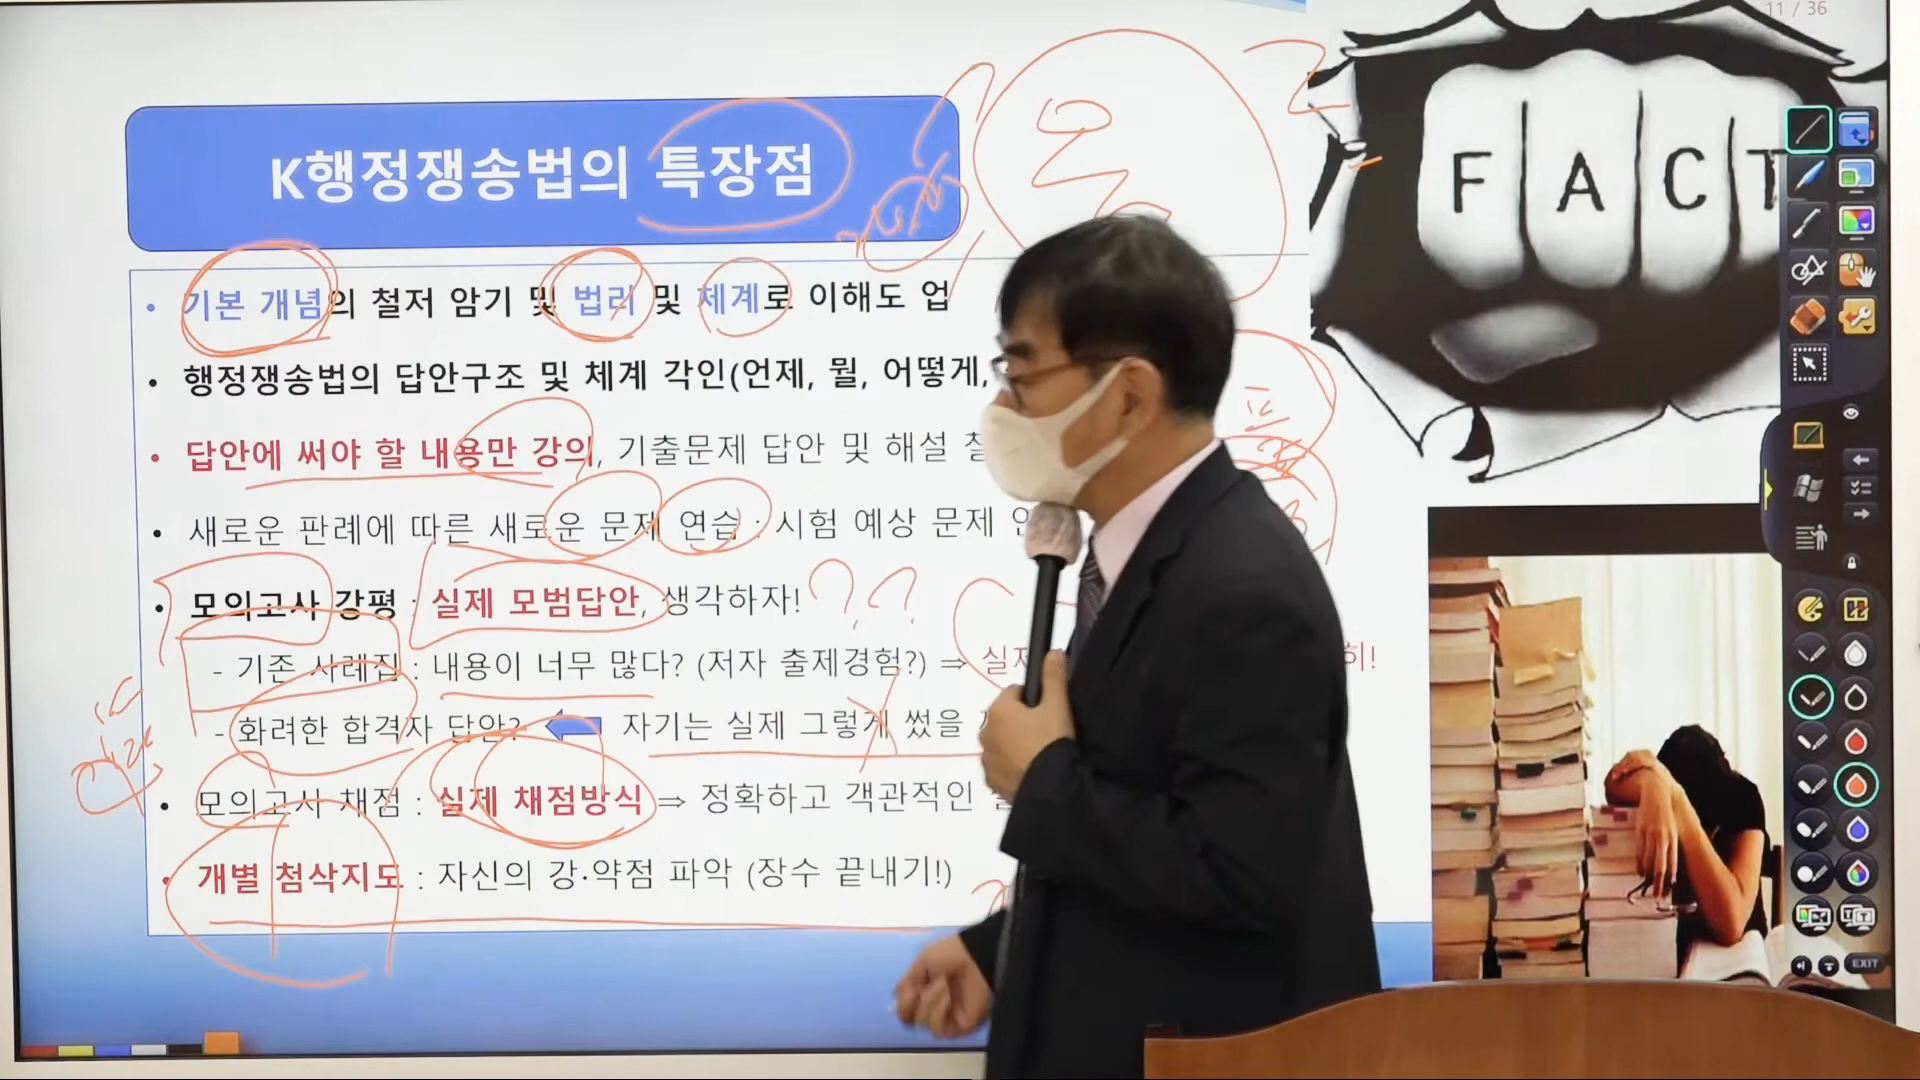 11 / 36
K행정쟁송법의 특장점
FACT
• 기본 개념의 철저 암기 및 법리 및 체계로 이해도 업
• 행정쟁송법의 답안구조 및 체계 각인(언제, 뭘, 어떻게,
• 답안에 써야 할 내용만 강의, 기출문제 답안 및 해설
• 새로운 판례에 따른 새로운 문제 연습 : 시험 예상 문제
• 모의고사 강평 : 실제 모범답안, 생각하자! ??
- 기존 사례집 : 내용이 너무 많다? (저자 출제경험?) ⇒ 실제
- 화려한 합격자 답안? 자기는 실제 그렇게 썼을
• 모의고사 채점 : 실제 채점방식 ⇒ 정확하고 객관적인
• 개별 첨삭지도 : 자신의 강·약점 파악 (장수 끝내기!)
EXIT